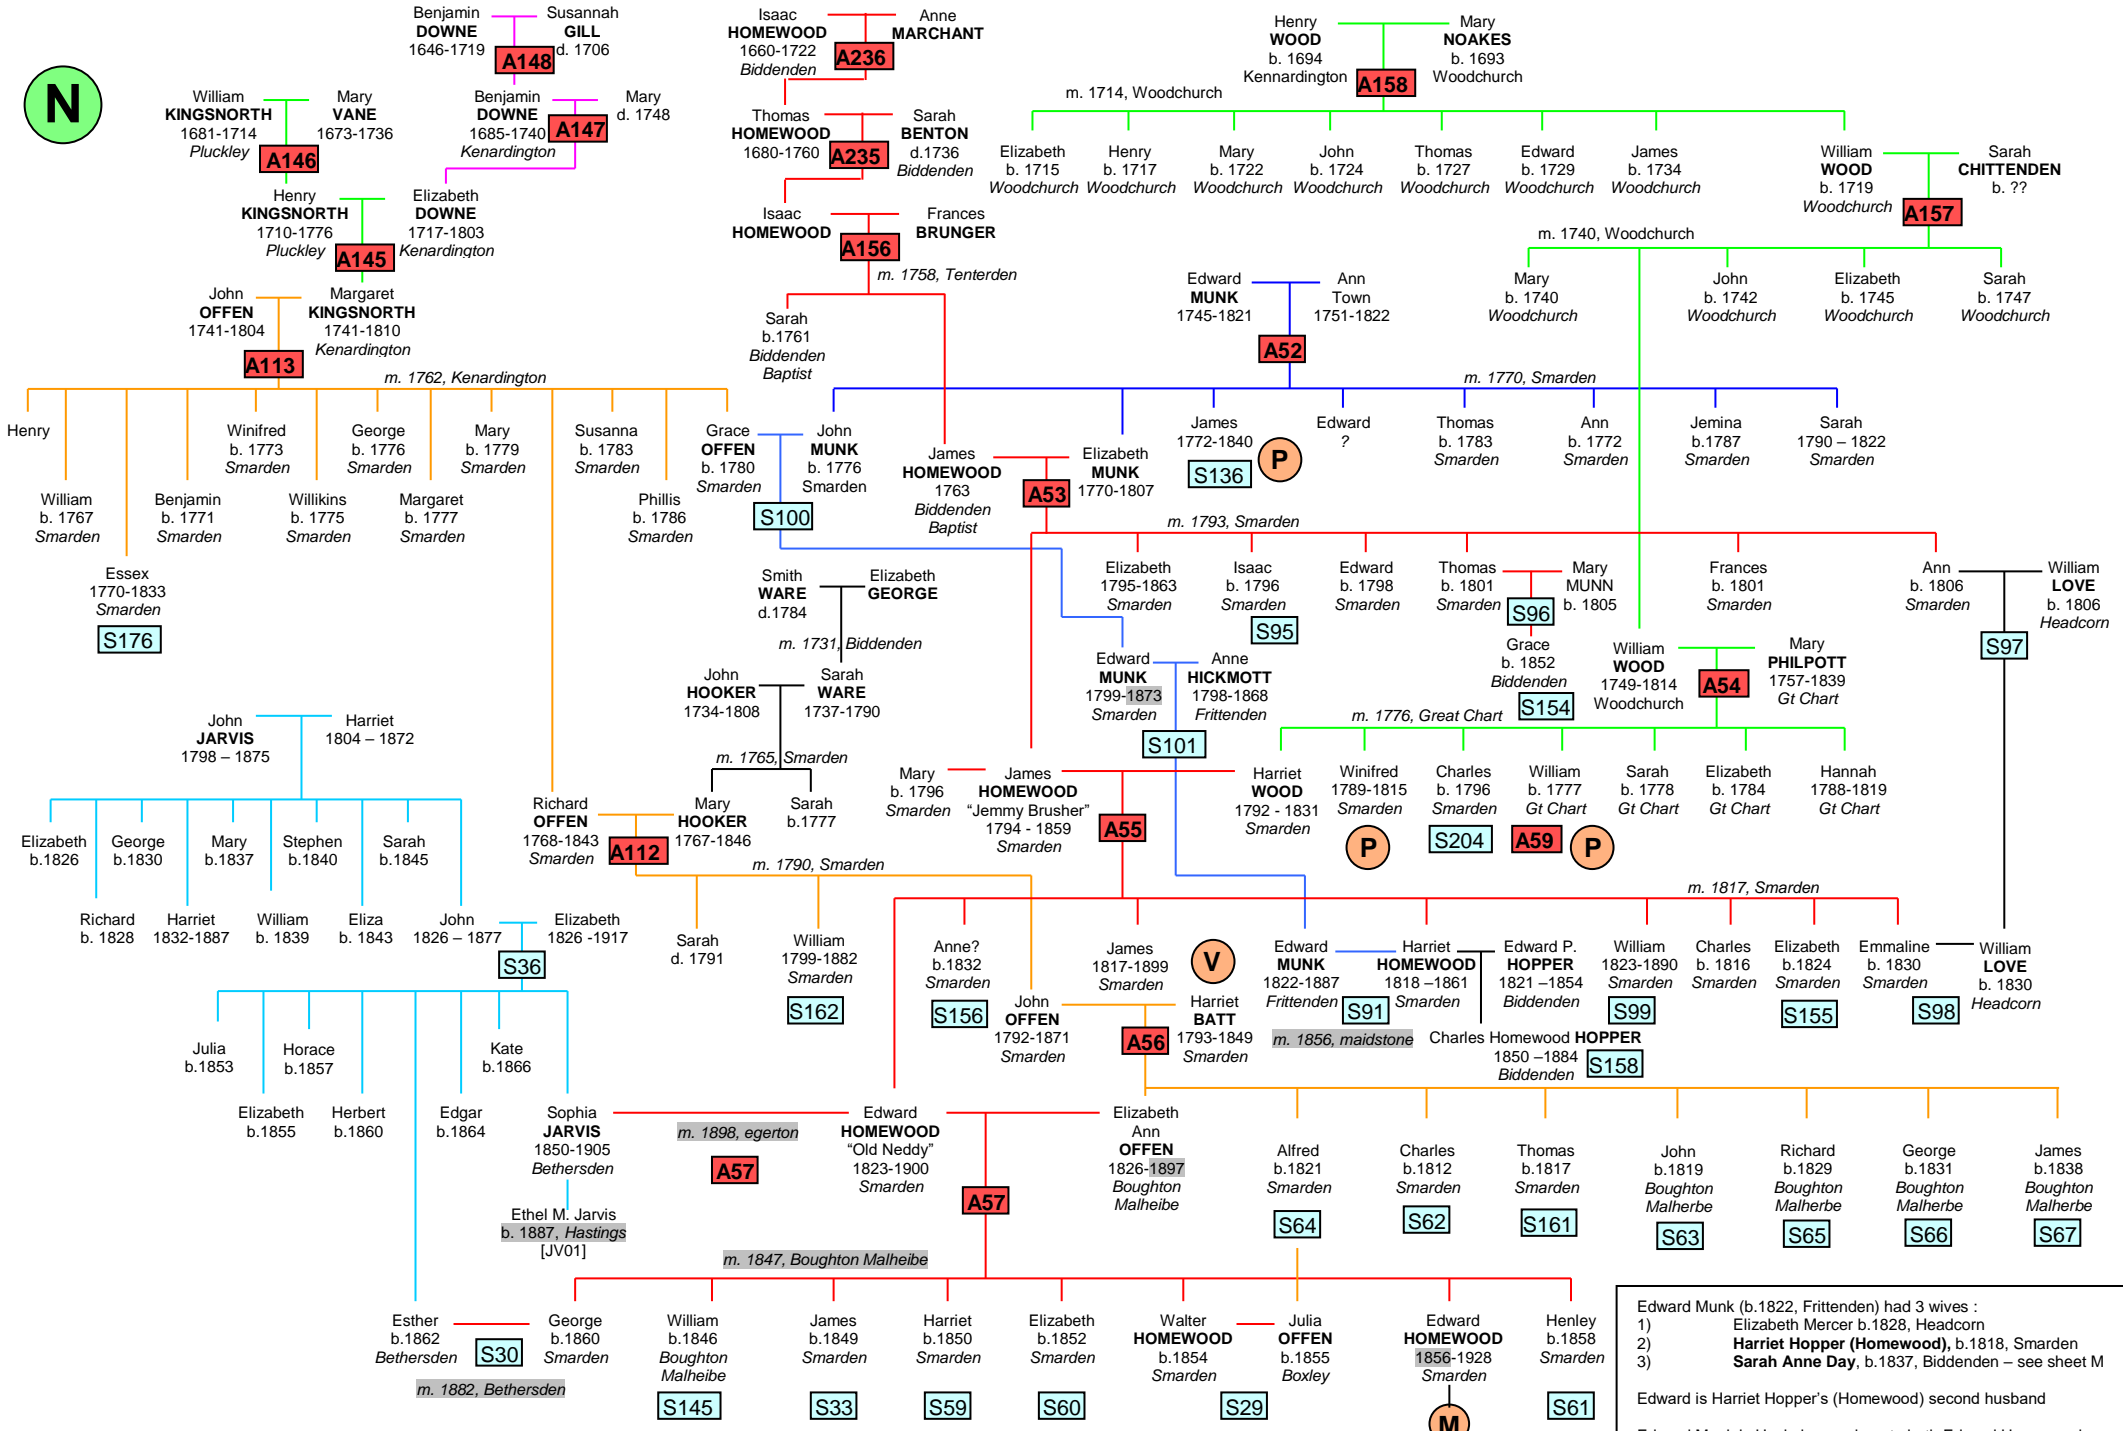 N
Benjamin
DOWNE
1646-1719
Susannah
GILL
d. 1706
A148
Isaac
HOMEWOOD
1660-1722
Biddenden
Anne
MARCHANT
A236
Henry
WOOD
b. 1694
Kennardington
Mary
NOAKES
b. 1693
Woodchurch
A158
m. 1714, Woodchurch
William
KINGSNORTH
1681-1714
Pluckley
Mary
VANE
1673-1736
A146
Benjamin
DOWNE
1685-1740
Kenardington
Mary
d. 1748
A147
Thomas
HOMEWOOD
1680-1760
Sarah
BENTON
d.1736
Biddenden
A235
Elizabeth
b. 1715
Woodchurch
Henry
b. 1717
Woodchurch
Mary
b. 1722
Woodchurch
John
b. 1724
Woodchurch
Thomas
b. 1727
Woodchurch
Edward
b. 1729
Woodchurch
James
b. 1734
Woodchurch
William
WOOD
b. 1719
Woodchurch
Sarah
CHITTENDEN
b. ??
A157
m. 1740, Woodchurch
Henry
KINGSNORTH
1710-1776
Pluckley
Elizabeth
DOWNE
1717-1803
Kenardington
A145
Isaac
HOMEWOOD
Frances
BRUNGER
A156
m. 1758, Tenterden
John
OFFEN
1741-1804
Margaret
KINGSNORTH
1741-1810
Kenardington
A113
m. 1762, Kenardington
Sarah
b.1761
Biddenden
Baptist
Edward
MUNK
1745-1821
Ann
Town
1751-1822
A52
m. 1770, Smarden
Mary
b. 1740
Woodchurch
John
b. 1742
Woodchurch
Elizabeth
b. 1745
Woodchurch
Sarah
b. 1747
Woodchurch
Henry
Winifred
b. 1773
Smarden
George
b. 1776
Smarden
Mary
b. 1779
Smarden
Susanna
b. 1783
Smarden
Grace
OFFEN
b. 1780
Smarden
John
MUNK
b. 1776
Smarden
S100
James
HOMEWOOD
1763
Biddenden
Baptist
Elizabeth
MUNK
1770-1807
A53
m. 1793, Smarden
James
1772-1840
S136
P
Edward
?
Thomas
b. 1783
Smarden
Ann
b. 1772
Smarden
Jemina
b.1787
Smarden
Sarah
1790 – 1822
Smarden
William
b. 1767
Smarden
Benjamin
b. 1771
Smarden
Willikins
b. 1775
Smarden
Margaret
b. 1777
Smarden
Phillis
b. 1786
Smarden
Essex
1770-1833
Smarden
S176
Smith
WARE
d.1784
Elizabeth
GEORGE
m. 1731, Biddenden
Elizabeth
1795-1863
Smarden
Isaac
b. 1796
Smarden
S95
Edward
b. 1798
Smarden
Thomas
b. 1801
Smarden
Mary
MUNN
b. 1805
S96
Frances
b. 1801
Smarden
Ann
b. 1806
Smarden
William
LOVE
b. 1806
Headcorn
S97
Grace
b. 1852
Biddenden
S154
John
HOOKER
1734-1808
Sarah
WARE
1737-1790
m. 1765, Smarden
Edward
MUNK
1799-1873
Smarden
Anne
HICKMOTT
1798-1868
Frittenden
S101
William
WOOD
1749-1814
Woodchurch
Mary
PHILPOTT
1757-1839
Gt Chart
A54
m. 1776, Great Chart
John
JARVIS
1798 – 1875
Harriet
1804 – 1872
Richard
OFFEN
1768-1843
Smarden
Mary
HOOKER
1767-1846
A112
m. 1790, Smarden
Sarah
b.1777
Mary
b. 1796
Smarden
James
HOMEWOOD
“Jemmy Brusher”
1794 - 1859
Smarden
A55
Harriet
WOOD
1792 - 1831
Smarden
m. 1817, Smarden
Winifred
1789-1815
Smarden
P
Charles
b. 1796
Smarden
S204
William
b. 1777
Gt Chart
A59
P
Sarah
b. 1778
Gt Chart
Elizabeth
b. 1784
Gt Chart
Hannah
1788-1819
Gt Chart
Elizabeth
b.1826
George
b.1830
Mary
b.1837
Stephen
b.1840
Sarah
b.1845
Richard
b. 1828
Harriet
1832-1887
William
b. 1839
Eliza
b. 1843
John
1826 – 1877
Elizabeth
1826 -1917
S36
Sarah
d. 1791
William
1799-1882
Smarden
S162
Anne?
b.1832
Smarden
S156
James
1817-1899
Smarden
V
Edward
MUNK
1822-1887
Frittenden
Harriet
HOMEWOOD
1818 –1861
Smarden
S91
m. 1856, maidstone
Edward P.
HOPPER
1821 –1854
Biddenden
William
1823-1890
Smarden
S99
Charles
b. 1816
Smarden
Elizabeth
b.1824
Smarden
S155
Emmaline
b. 1830
Smarden
S98
William
LOVE
b. 1830
Headcorn
John
OFFEN
1792-1871
Smarden
Harriet
BATT
1793-1849
Smarden
A56
Charles Homewood HOPPER
1850 –1884
Biddenden
S158
Julia
b.1853
Horace
b.1857
Kate
b.1866
Elizabeth
b.1855
Herbert
b.1860
Edgar
b.1864
Sophia
JARVIS
1850-1905
Bethersden
m. 1898, egerton
A57
Edward
HOMEWOOD
“Old Neddy”
1823-1900
Smarden
A57
Elizabeth
Ann
OFFEN
1826-1897
Boughton
Malheibe
Alfred
b.1821
Smarden
S64
Charles
b.1812
Smarden
S62
Thomas
b.1817
Smarden
S161
John
b.1819
Boughton
Malherbe
S63
Richard
b.1829
Boughton
Malherbe
S65
George
b.1831
Boughton
Malherbe
S66
James
b.1838
Boughton
Malherbe
S67
Ethel M. Jarvis
b. 1887, Hastings
[JV01]
m. 1847, Boughton Malheibe
Esther
b.1862
Bethersden
S30
George
b.1860
Smarden
m. 1882, Bethersden
William
b.1846
Boughton
Malheibe
S145
James
b.1849
Smarden
S33
Harriet
b.1850
Smarden
S59
Elizabeth
b.1852
Smarden
S60
Walter
HOMEWOOD
b.1854
Smarden
Julia
OFFEN
b.1855
Boxley
S29
Edward
HOMEWOOD
1856-1928
Smarden
M
Henley
b.1858
Smarden
S61
Edward Munk (b.1822, Frittenden) had 3 wives :
1) Elizabeth Mercer b.1828, Headcorn
2) Harriet Hopper (Homewood), b.1818, Smarden
3) Sarah Anne Day, b.1837, Biddenden – see sheet M
Edward is Harriet Hopper's (Homewood) second husband